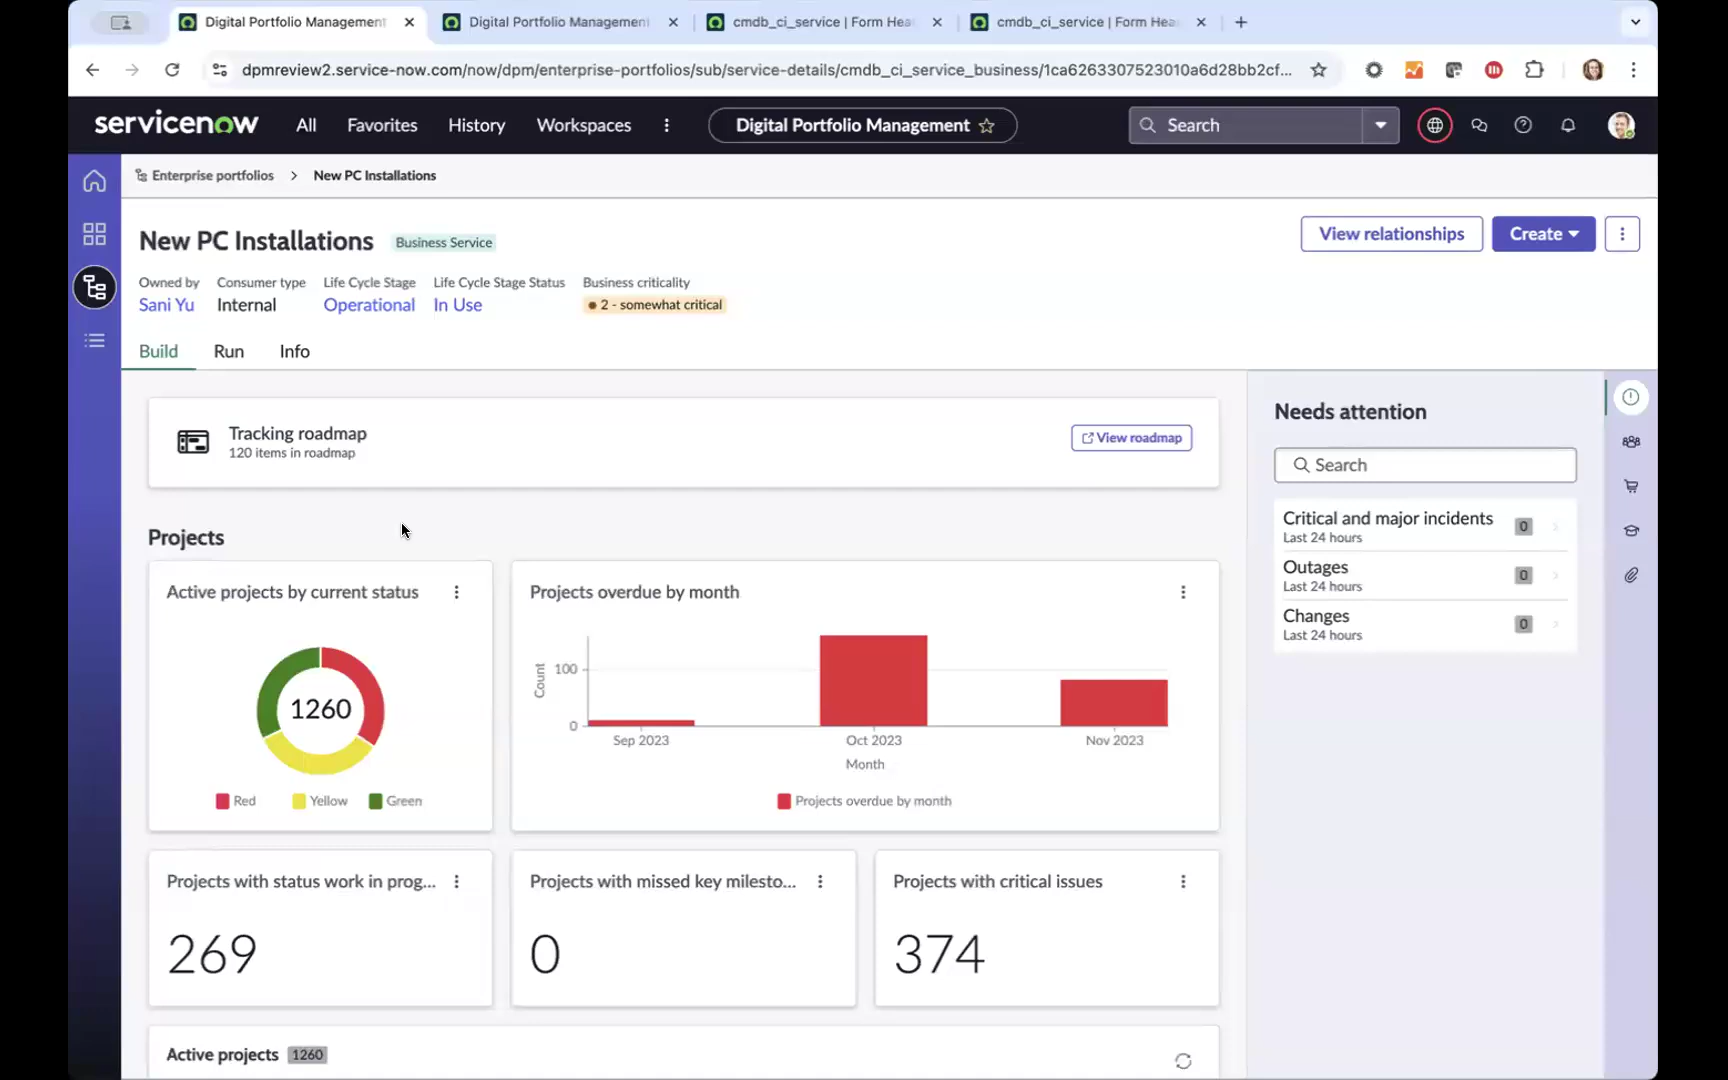 Digital Portfolio Management
Digital Portfolio Management
cmdb_ci_service | Form Hea
cmdb_ci_service | Form Hea
dpmreview2.service-now.com/now/dpm/enterprise-portfolios/sub/service-details/cmdb_ci_service_business/1ca6263307523010a6d28bb2cf...
servicenow
All
Favorites
History
Workspaces
Digital Portfolio Management
Search
Enterprise portfolios
New PC Installations
New PC Installations
Business Service
View relationships
Create
Owned by
Consumer type
Life Cycle Stage
Life Cycle Stage Status
Business criticality
Sani Yu
Internal
Operational
In Use
2 - somewhat critical
Build
Run
Info
Tracking roadmap
120 items in roadmap
View roadmap
Projects
Active projects by current status
1260
Red
Yellow
Green
Projects overdue by month
Count
100
0
Sep 2023
Oct 2023
Nov 2023
Month
Projects overdue by month
Projects with status work in prog...
269
Projects with missed key milesto...
0
Projects with critical issues
374
Active projects
1260
Needs attention
Search
Critical and major incidents
Last 24 hours
0
Outages
Last 24 hours
0
Changes
Last 24 hours
0